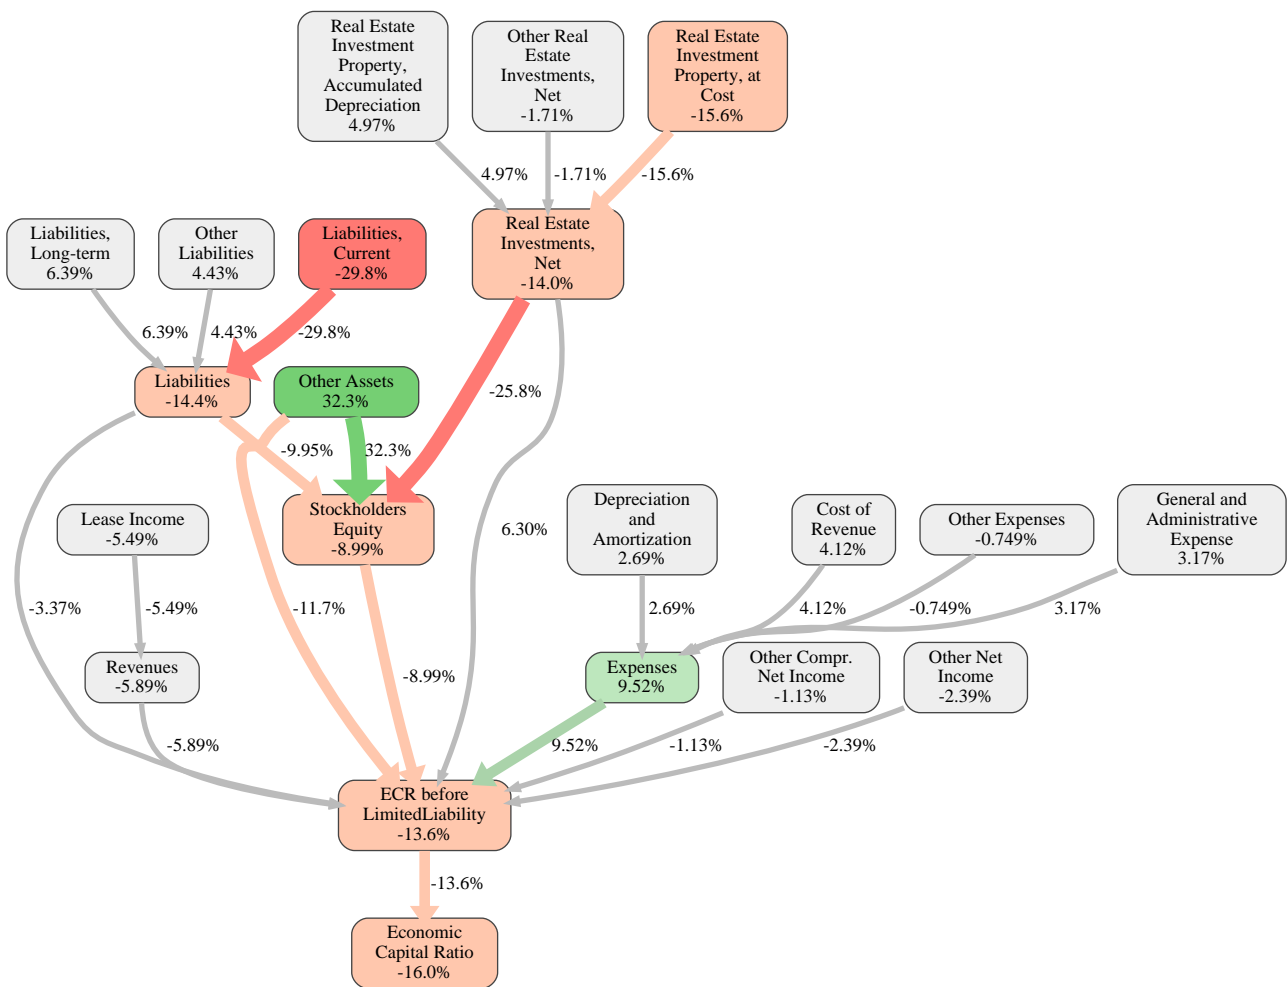 Real Estate
Investment
Property,
Accumulated
Depreciation
4.97%
Other Real
Estate
Investments,
Net
-1.71%
Real Estate
Investment
Property, at
Cost
-15.6%
4.97%
-1.71%
-15.6%
Liabilities,
Long-term
6.39%
Other
Liabilities
4.43%
Liabilities,
Current
-29.8%
Real Estate
Investments,
Net
-14.0%
6.39%
4.43%
-29.8%
Liabilities
-14.4%
Other Assets
32.3%
-25.8%
-9.95%
32.3%
Lease Income
-5.49%
Stockholders
Equity
-8.99%
6.30%
Depreciation
and
Amortization
2.69%
Cost of
Revenue
4.12%
Other Expenses
-0.749%
General and
Administrative
Expense
3.17%
-3.37%
-5.49%
-11.7%
2.69%
4.12%
-0.749%
3.17%
Revenues
-5.89%
-8.99%
Expenses
9.52%
Other Compr.
Net Income
-1.13%
Other Net
Income
-2.39%
-5.89%
9.52%
-1.13%
-2.39%
ECR before
LimitedLiability
-13.6%
-13.6%
Economic
Capital Ratio
-16.0%